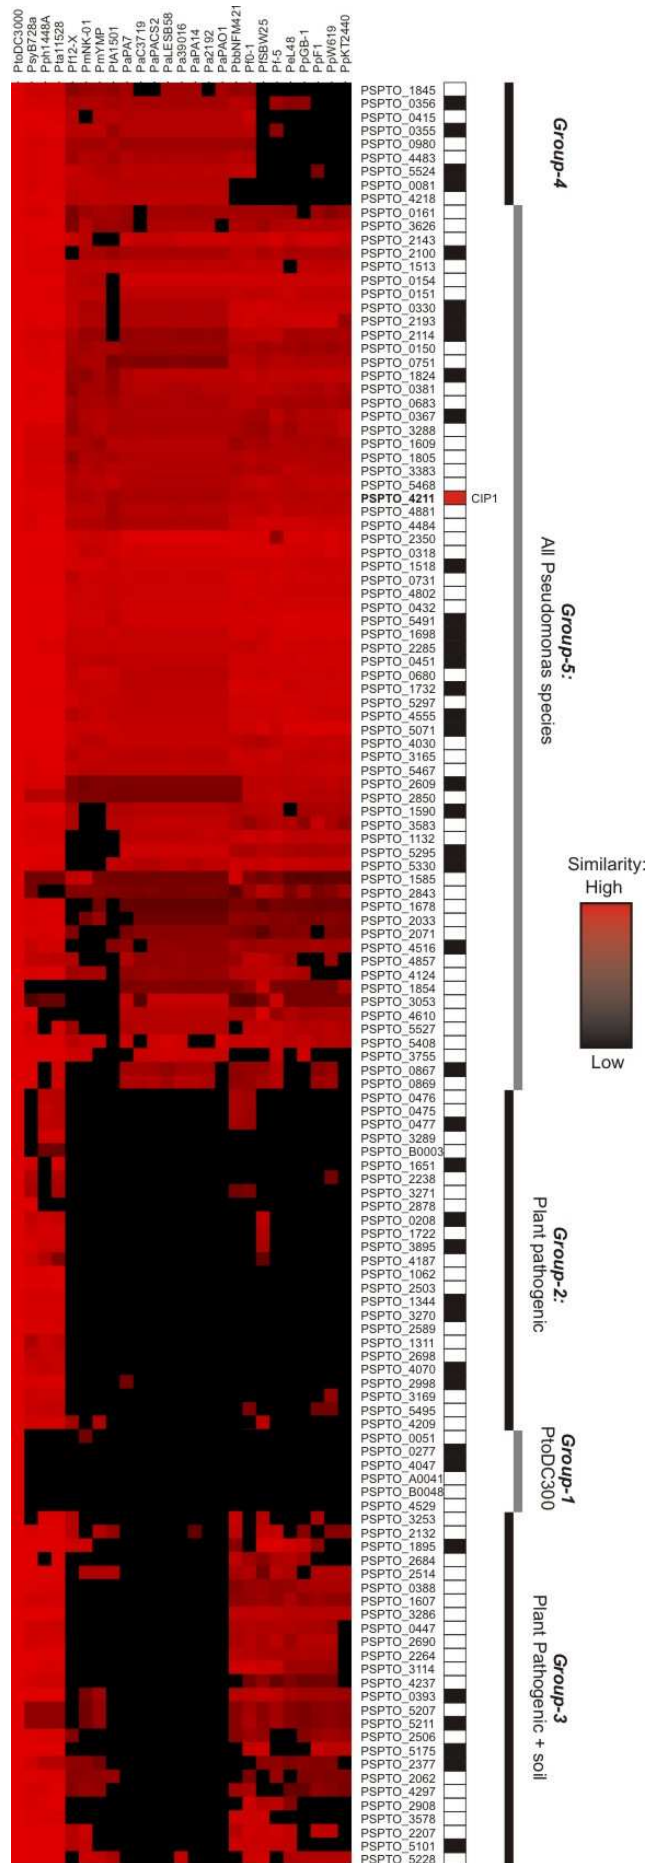 PtoDC3000
PsyB728a
Pph1448A
Pta11528
Pf12-X
PmNK-01
PmYMP
PtA1501
PaPA7
PaC3719
PaPACS2
PaLESB58
Pa39016
PaPA14
Pa2192
PaPAO1
PbbNFM421
Pf0-1
PfSBW25
Pf-5
PeL48
PpGB-1
PpF1
PpW619
PpKT2440
PSPTO_1845
PSPTO_0356
PSPTO_0415
PSPTO_0355
PSPTO_0980
PSPTO_4483
PSPTO_5524
PSPTO_0081
PSPTO_4218
PSPTO_0161
PSPTO_3626
PSPTO_2143
PSPTO_2100
PSPTO_1513
PSPTO_0154
PSPTO_0151
PSPTO_0330
PSPTO_2193
PSPTO_2114
PSPTO_0150
PSPTO_0751
PSPTO_1824
PSPTO_0381
PSPTO_0683
PSPTO_0367
PSPTO_3288
PSPTO_1609
PSPTO_1805
PSPTO_3383
PSPTO_5468
PSPTO_4211 CIP1
PSPTO_4881
PSPTO_4484
PSPTO_2350
PSPTO_0318
PSPTO_1518
PSPTO_0731
PSPTO_4802
PSPTO_0432
PSPTO_5491
PSPTO_1698
PSPTO_2285
PSPTO_0451
PSPTO_0680
PSPTO_1732
PSPTO_5297
PSPTO_4555
PSPTO_5071
PSPTO_4030
PSPTO_3165
PSPTO_5467
PSPTO_2609
PSPTO_2850
PSPTO_1590
PSPTO_3583
PSPTO_1132
PSPTO_5295
PSPTO_5330
PSPTO_1585
PSPTO_2843
PSPTO_1678
PSPTO_2033
PSPTO_2071
PSPTO_4516
PSPTO_4857
PSPTO_4124
PSPTO_1854
PSPTO_3053
PSPTO_4610
PSPTO_5527
PSPTO_5408
PSPTO_3755
PSPTO_0867
PSPTO_0869
PSPTO_0476
PSPTO_0475
PSPTO_0477
PSPTO_3289
PSPTO_B0003
PSPTO_1651
PSPTO_2238
PSPTO_3271
PSPTO_2878
PSPTO_0208
PSPTO_1722
PSPTO_3895
PSPTO_4187
PSPTO_1062
PSPTO_2503
PSPTO_1344
PSPTO_3270
PSPTO_2589
PSPTO_1311
PSPTO_2698
PSPTO_4070
PSPTO_2998
PSPTO_3169
PSPTO_5495
PSPTO_4209
PSPTO_0051
PSPTO_0277
PSPTO_4047
PSPTO_A0041
PSPTO_B0048
PSPTO_4529
PSPTO_3253
PSPTO_2132
PSPTO_1895
PSPTO_2684
PSPTO_2514
PSPTO_0388
PSPTO_1607
PSPTO_3286
PSPTO_0447
PSPTO_2690
PSPTO_2264
PSPTO_3114
PSPTO_4237
PSPTO_0393
PSPTO_5207
PSPTO_5211
PSPTO_2506
PSPTO_5175
PSPTO_2377
PSPTO_2062
PSPTO_4297
PSPTO_2908
PSPTO_3578
PSPTO_2207
PSPTO_5101
PSPTO_5228
Group-4
Group-5:
All Pseudomonas species
Group-2:
Plant pathogenic
Group-1
PtoDC300
Group-3
Plant Pathogenic + soil
Similarity:
High
Low